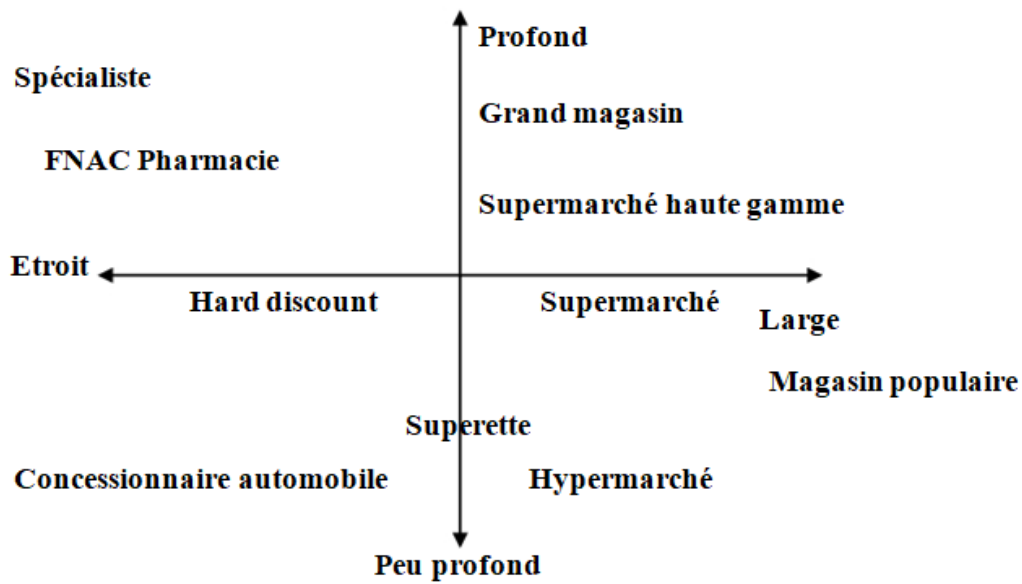 Profond
Spécialiste
Grand magasin
FNAC Pharmacie
Supermarché haute gamme
Etroit
Hard discount
Supermarché
Large
Magasin populaire
Superette
Concessionnaire automobile
Hypermarché
Peu profond